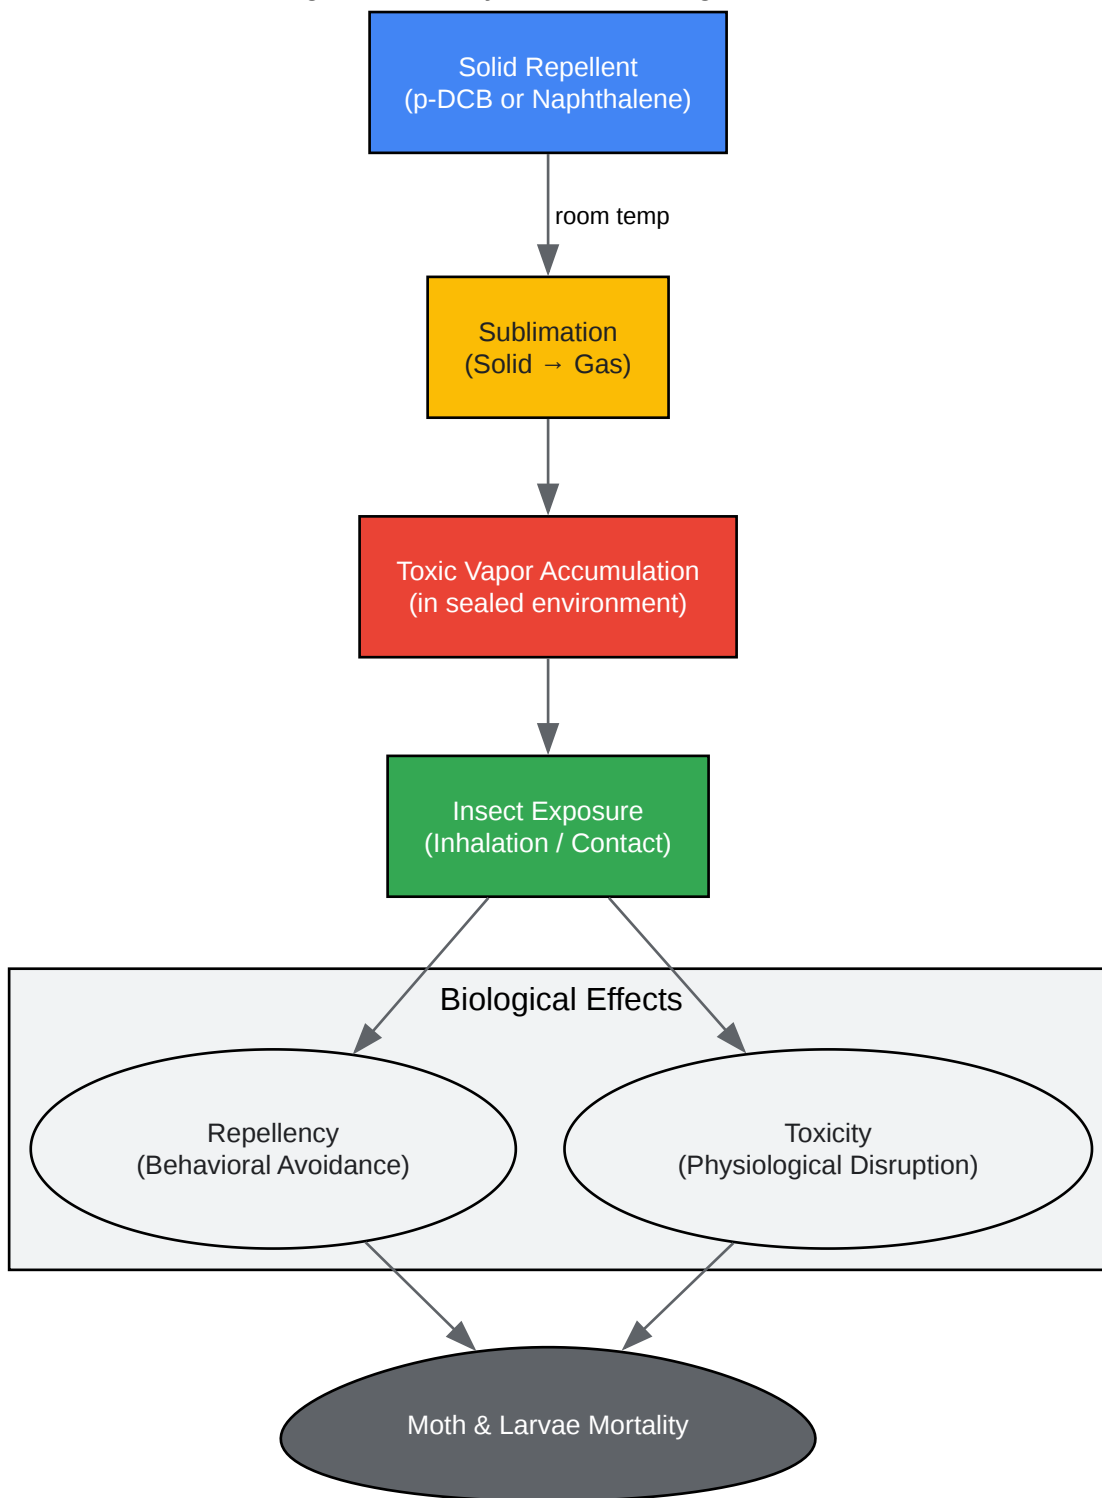 Solid Repellent
(p-DCB or Naphthalene)
room temp
Sublimation
(Solid → Gas)
Toxic Vapor Accumulation
(in sealed environment)
Insect Exposure
(Inhalation / Contact)
Biological Effects
Repellency
(Behavioral Avoidance)
Toxicity
(Physiological Disruption)
Moth & Larvae Mortality